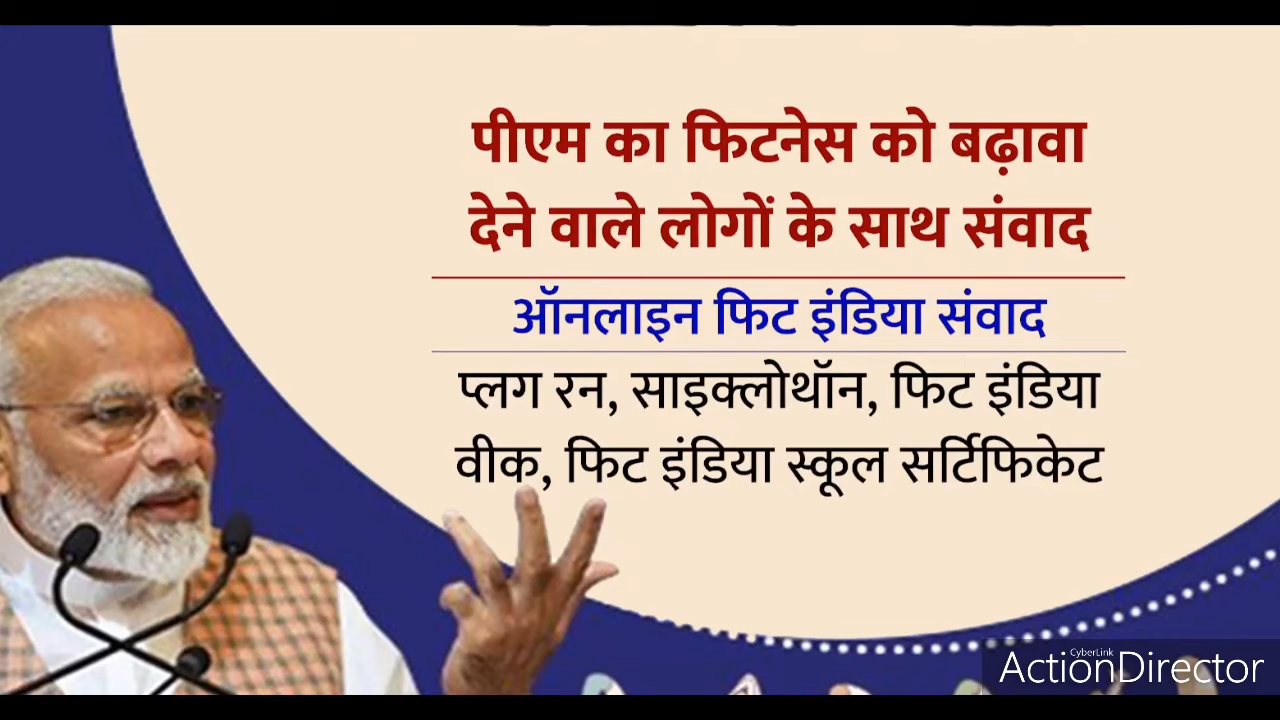 पीएम का फिटनेस को बढ़ावा
देने वाले लोगों के साथ संवाद
ऑनलाइन फिट इंडिया संवाद
प्लग रन, साइक्लोथॉन, फिट इंडिया
वीक, फिट इंडिया स्कूल सर्टिफिकेट
CyberLink
ActionDirector